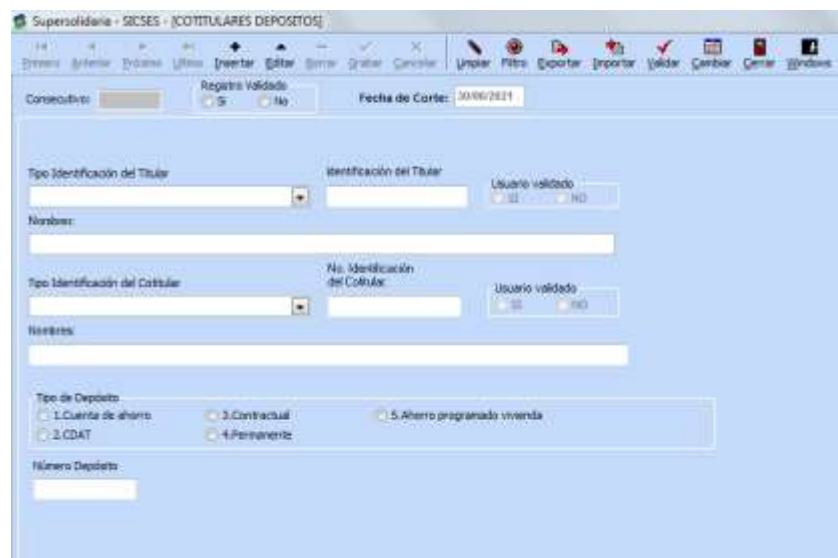 Supersolidaria - SICSES - [COTITULARES DEPOSITOS]
Primero Anterior Próximo Ultimo Insertar Editar Borrar Grabar Cancelar Limpiar Filtro Exportar Importar Validar Cambiar Cerrar Windows
Registro Validado
Consecutivo: Si No Fecha de Corte: 30/06/2021
Tipo Identificación del Titular Identificación del Titular
Usuario validado
SI NO
Nombres:
No. Identificación
Tipo Identificación del Cotitular del Cotitular
Usuario validado
SI NO
Nombres:
Tipo de Depósito
1.Cuenta de ahorro 3.Contractual 5.Ahorro programado vivienda
2.CDAT 4.Permanente
Número Depósito